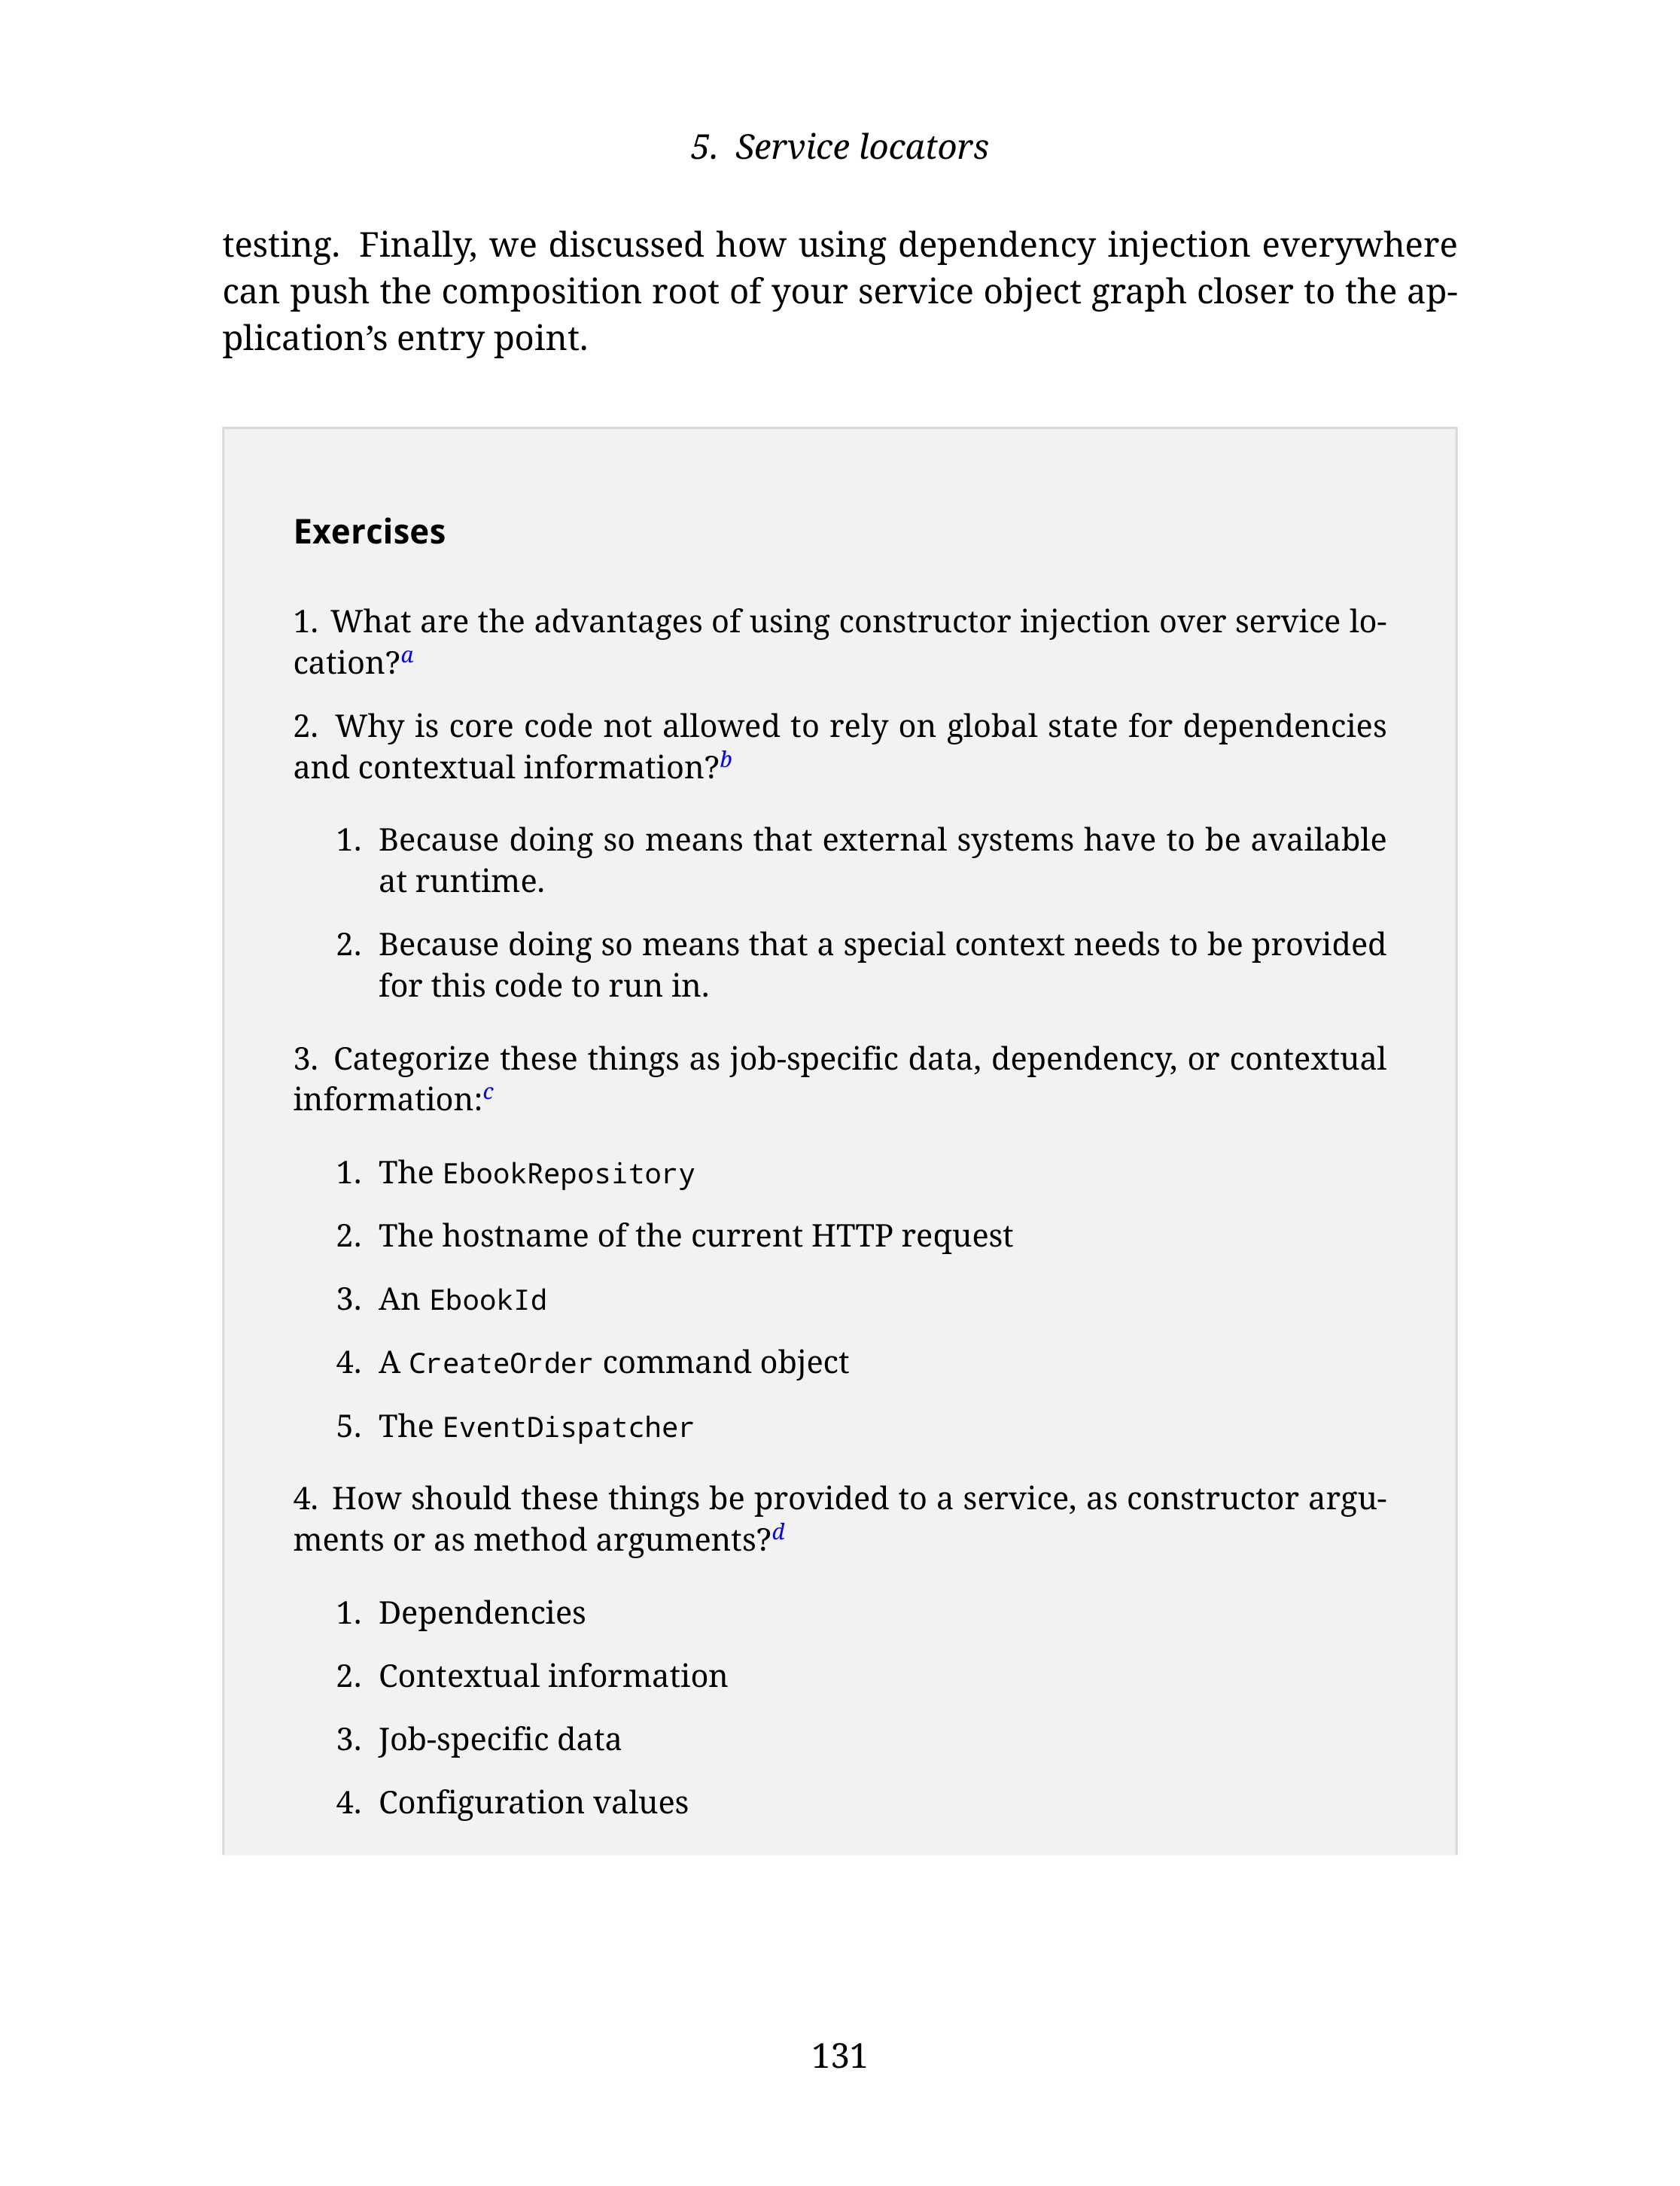 5. Service locators
testing. Finally, we discussed how using dependency injection everywhere
can push the composition root of your service object graph closer to the ap-
plication’s entry point.
Exercises
1. What are the advantages of using constructor injection over service lo-
cation?a
2. Why is core code not allowed to rely on global state for dependencies
and contextual information?b
1. Because doing so means that external systems have to be available
at runtime.
2. Because doing so means that a special context needs to be provided
for this code to run in.
3. Categorize these things as job-specific data, dependency, or contextual
information:c
1. The EbookRepository
2. The hostname of the current HTTP request
3. An EbookId
4. A CreateOrder command object
5. The EventDispatcher
4. How should these things be provided to a service, as constructor argu-
ments or as method arguments?d
1. Dependencies
2. Contextual information
3. Job-specific data
4. Configuration values
131